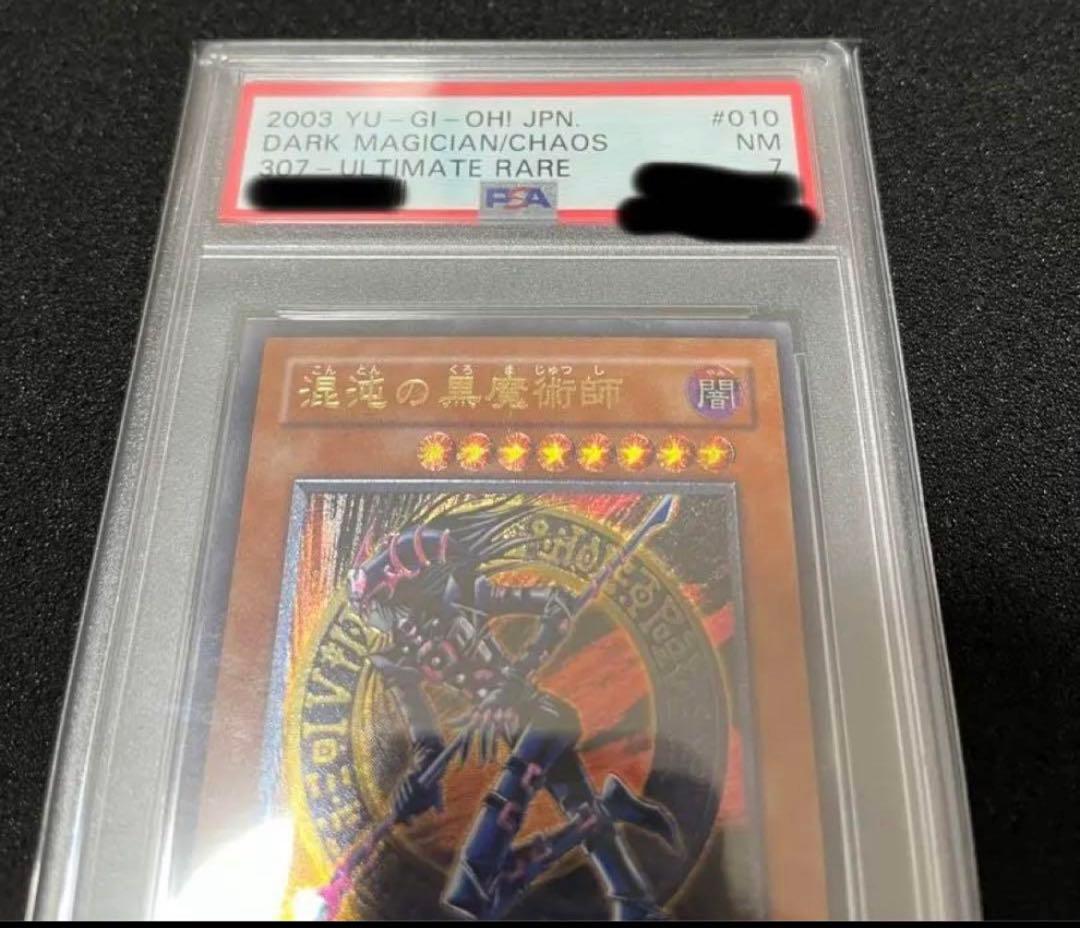 2003 YU-GI-OH! JPN. #010
DARK MAGICIAN/CHAOS NM
307-ULTIMATE RARE 7
PSA
こん とん くろ ま じゅつ し
混沌の黒魔術師
やみ
闇